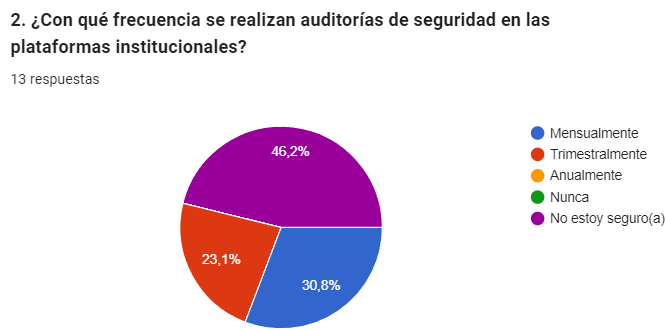 2. ¿Con qué frecuencia se realizan auditorías de seguridad en las
plataformas institucionales?
13 respuestas
46,2%
23,1%
30,8%
Mensualmente
Trimestralmente
Anualmente
Nunca
No estoy seguro(a)